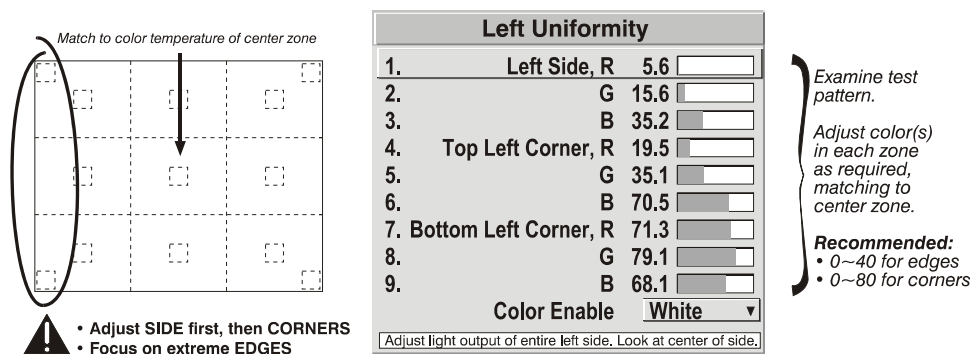 Match to color temperature of center zone
• Adjust SIDE first, then CORNERS
• Focus on extreme EDGES
Left Uniformity
1. Left Side, R 5.6
2. G 15.6
3. B 35.2
4. Top Left Corner, R 19.5
5. G 35.1
6. B 70.5
7. Bottom Left Corner, R 71.3
8. G 79.1
9. B 68.1
Color Enable White
Adjust light output of entire left side. Look at center of side.
Examine test
pattern.
Adjust color(s)
in each zone
as required,
matching to
center zone.
Recommended:
• 0~40 for edges
• 0~80 for corners